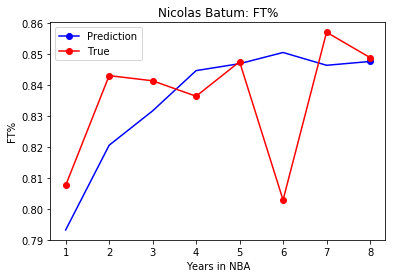 Nicolas Batum: FT%
Prediction
True
FT%
0.86
0.85
0.84
0.83
0.82
0.81
0.80
0.79
1 2 3 4 5 6 7 8
Years in NBA